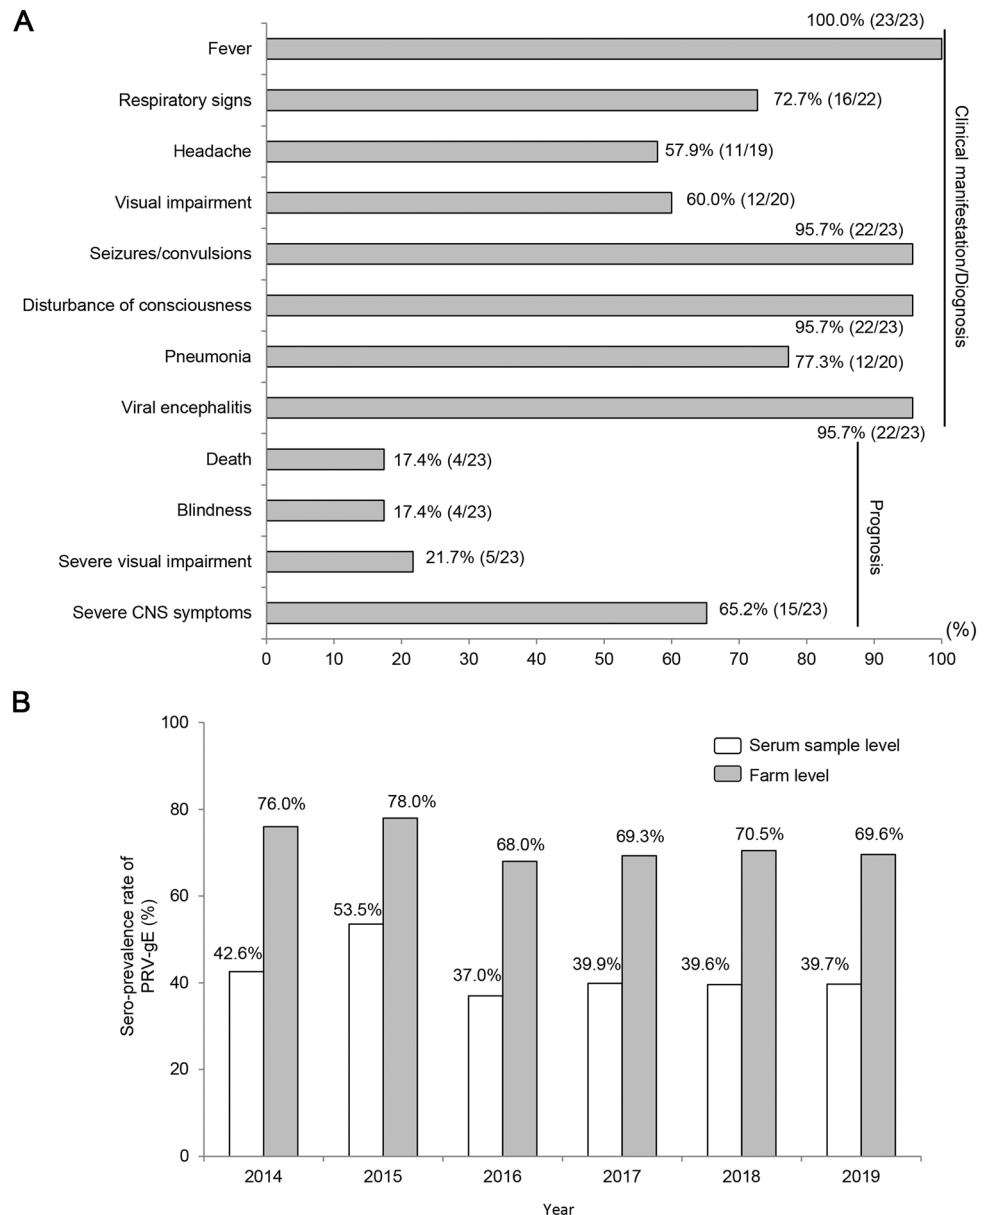 A
Fever
100.0% (23/23)
Respiratory signs
72.7% (16/22)
Headache
57.9% (11/19)
Visual impairment
60.0% (12/20)
Seizures/convulsions
95.7% (22/23)
Disturbance of consciousness
95.7% (22/23)
Pneumonia
77.3% (12/20)
Viral encephalitis
95.7% (22/23)
Clinical manifestation/Diognosis
Death
17.4% (4/23)
Blindness
17.4% (4/23)
Severe visual impairment
21.7% (5/23)
Severe CNS symptoms
65.2% (15/23)
Prognosis
(%)
0 10 20 30 40 50 60 70 80 90 100
B
Sero-prevalence rate of
PRV-gE (%)
100
80
60
40
20
0
Serum sample level
Farm level
42.6% 76.0%
53.5% 78.0%
37.0% 68.0%
39.9% 69.3%
39.6% 70.5%
39.7% 69.6%
2014 2015 2016 2017 2018 2019
Year